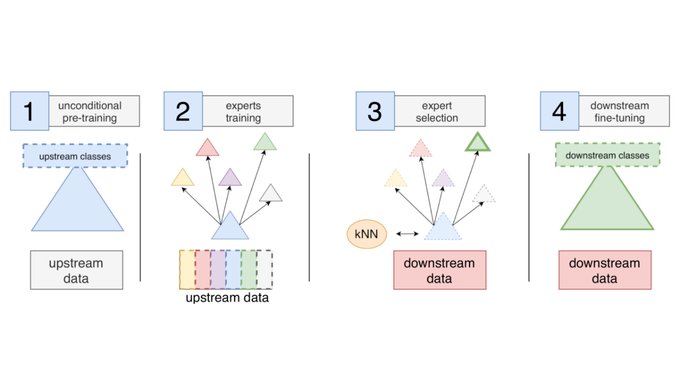 1
unconditional
pre-training
upstream classes
upstream
data
2
experts
training
upstream data
3
expert
selection
kNN
downstream
data
4
downstream
fine-tuning
downstream classes
downstream
data